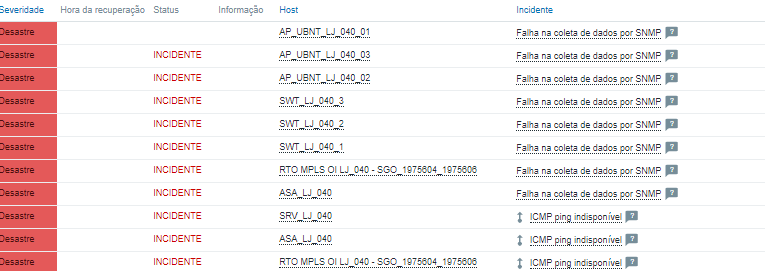 Severidade Hora da recuperação Status Informação Host Incidente
Desastre AP_UBNT_LJ_040_01 Falha na coleta de dados por SNMP ?
Desastre INCIDENTE AP_UBNT_LJ_040_03 Falha na coleta de dados por SNMP ?
Desastre INCIDENTE AP_UBNT_LJ_040_02 Falha na coleta de dados por SNMP ?
Desastre INCIDENTE SWT_LJ_040_3 Falha na coleta de dados por SNMP ?
Desastre INCIDENTE SWT_LJ_040_2 Falha na coleta de dados por SNMP ?
Desastre INCIDENTE SWT_LJ_040_1 Falha na coleta de dados por SNMP ?
Desastre INCIDENTE RTO MPLS OI LJ_040 - SGO_1975604_1975606 Falha na coleta de dados por SNMP ?
Desastre INCIDENTE ASA_LJ_040 Falha na coleta de dados por SNMP ?
Desastre INCIDENTE SRV_LJ_040 ICMP ping indisponível ?
Desastre INCIDENTE ASA_LJ_040 ICMP ping indisponível ?
Desastre INCIDENTE RTO MPLS OI LJ_040 - SGO_1975604_1975606 ICMP ping indisponível ?